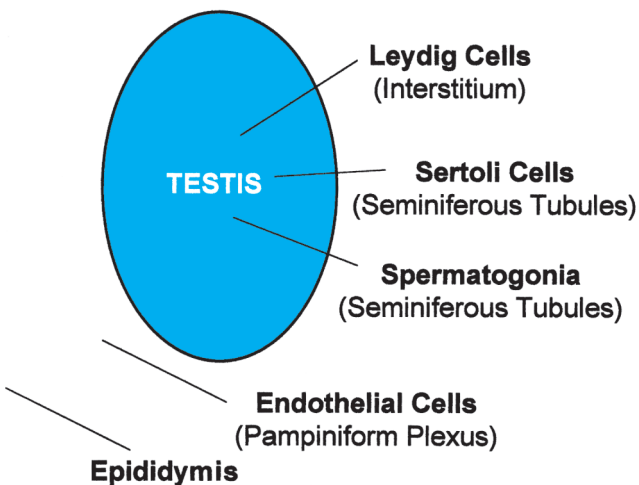 Leydig Cells
(Interstitium)
TESTIS
Sertoli Cells
(Seminiferous Tubules)
Spermatogonia
(Seminiferous Tubules)
Endothelial Cells
(Pampiniform Plexus)
Epididymis